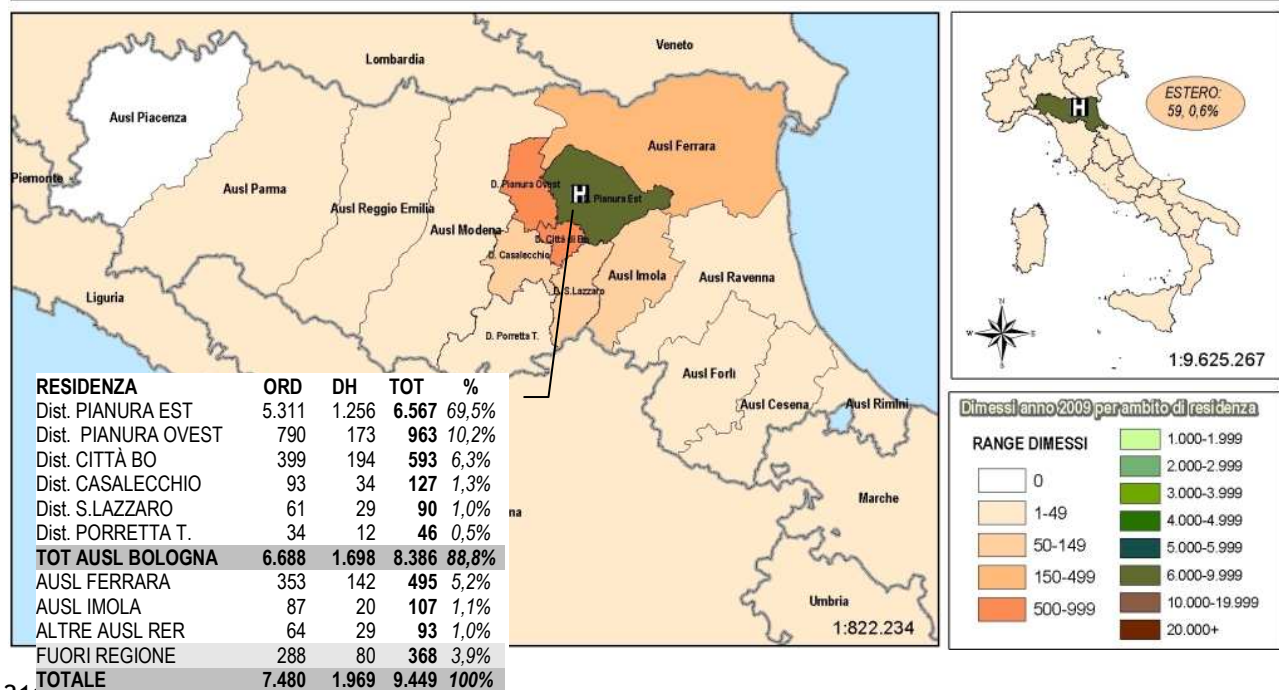 Lombardia
Veneto
Ausl Piacenza
Piemonte
Ausl Parma
Ausl Reggio Emilia
Ausl Modena
Ausl Ferrara
D. Pianura Ovest
H
Pianura Est
D. Città di Bo
D. Casalecchio
D. S.Lazzaro
Ausl Imola
Ausl Ravenna
Liguria
D. Porretta T.
Ausl Forlì
Ausl Cesena
Ausl Rimini
Marche
Umbria
1:822.234
RESIDENZA ORD DH TOT %
Dist. PIANURA EST 5.311 1.256 6.567 69,5%
Dist. PIANURA OVEST 790 173 963 10,2%
Dist. CITTÀ BO 399 194 593 6,3%
Dist. CASALECCHIO 93 34 127 1,3%
Dist. S.LAZZARO 61 29 90 1,0%
Dist. PORRETTA T. 34 12 46 0,5%
TOT AUSL BOLOGNA 6.688 1.698 8.386 88,8%
AUSL FERRARA 353 142 495 5,2%
AUSL IMOLA 87 20 107 1,1%
ALTRE AUSL RER 64 29 93 1,0%
FUORI REGIONE 288 80 368 3,9%
TOTALE 7.480 1.969 9.449 100%
H
ESTERO:
59, 0,6%
N
W E
S
1:9.625.267
Dimessi anno 2009 per ambito di residenza
RANGE DIMESSI
0
1-49
50-149
150-499
500-999
1.000-1.999
2.000-2.999
3.000-3.999
4.000-4.999
5.000-5.999
6.000-9.999
10.000-19.999
20.000+